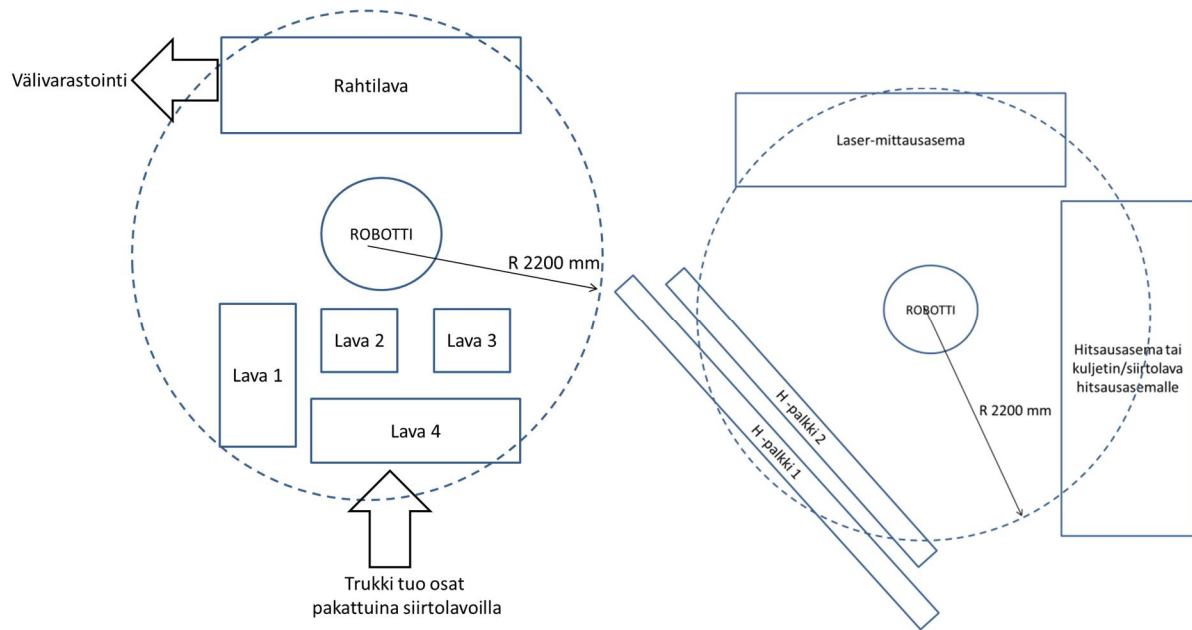 Välivarastointi
Rahtilava
ROBOTTI
R 2200 mm
Lava 1
Lava 2
Lava 3
Lava 4
Trukki tuo osat
pakattuina siirtolavoilla
Laser-mittausasema
ROBOTTI
R 2200 mm
H -palkki 2
H -palkki 1
Hitsausasema tai
kuljetin/siirtolava
hitsausasemalle